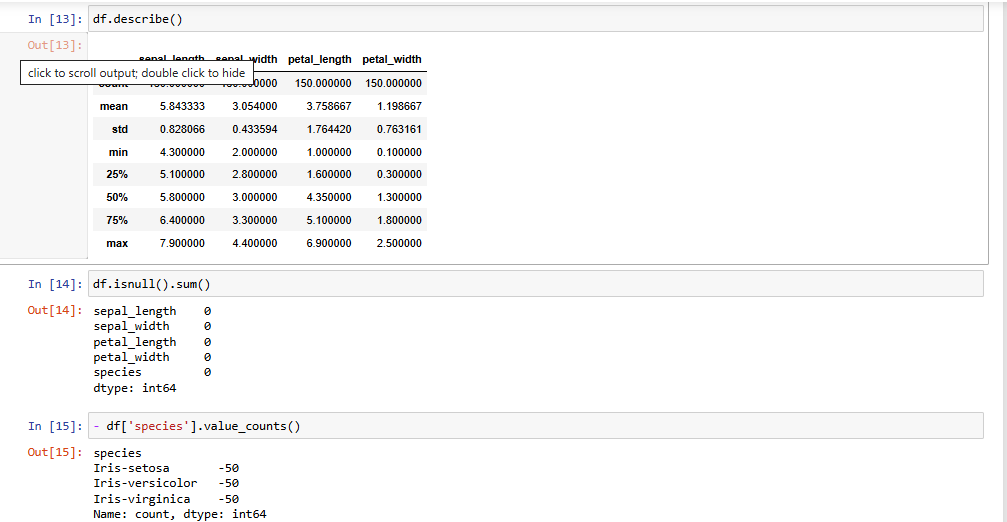 In [13]: df.describe()
Out[13]:
sepal_length sepal_width petal_length petal_width
click to scroll output; double click to hide
count 150.000000 150.000000 150.000000 150.000000
mean 5.843333 3.054000 3.758667 1.198667
std 0.828066 0.433594 1.764420 0.763161
min 4.300000 2.000000 1.000000 0.100000
25% 5.100000 2.800000 1.600000 0.300000
50% 5.800000 3.000000 4.350000 1.300000
75% 6.400000 3.300000 5.100000 1.800000
max 7.900000 4.400000 6.900000 2.500000
In [14]: df.isnull().sum()
Out[14]: sepal_length 0
sepal_width 0
petal_length 0
petal_width 0
species 0
dtype: int64
In [15]: - df['species'].value_counts()
Out[15]: species
Iris-setosa -50
Iris-versicolor -50
Iris-virginica -50
Name: count, dtype: int64